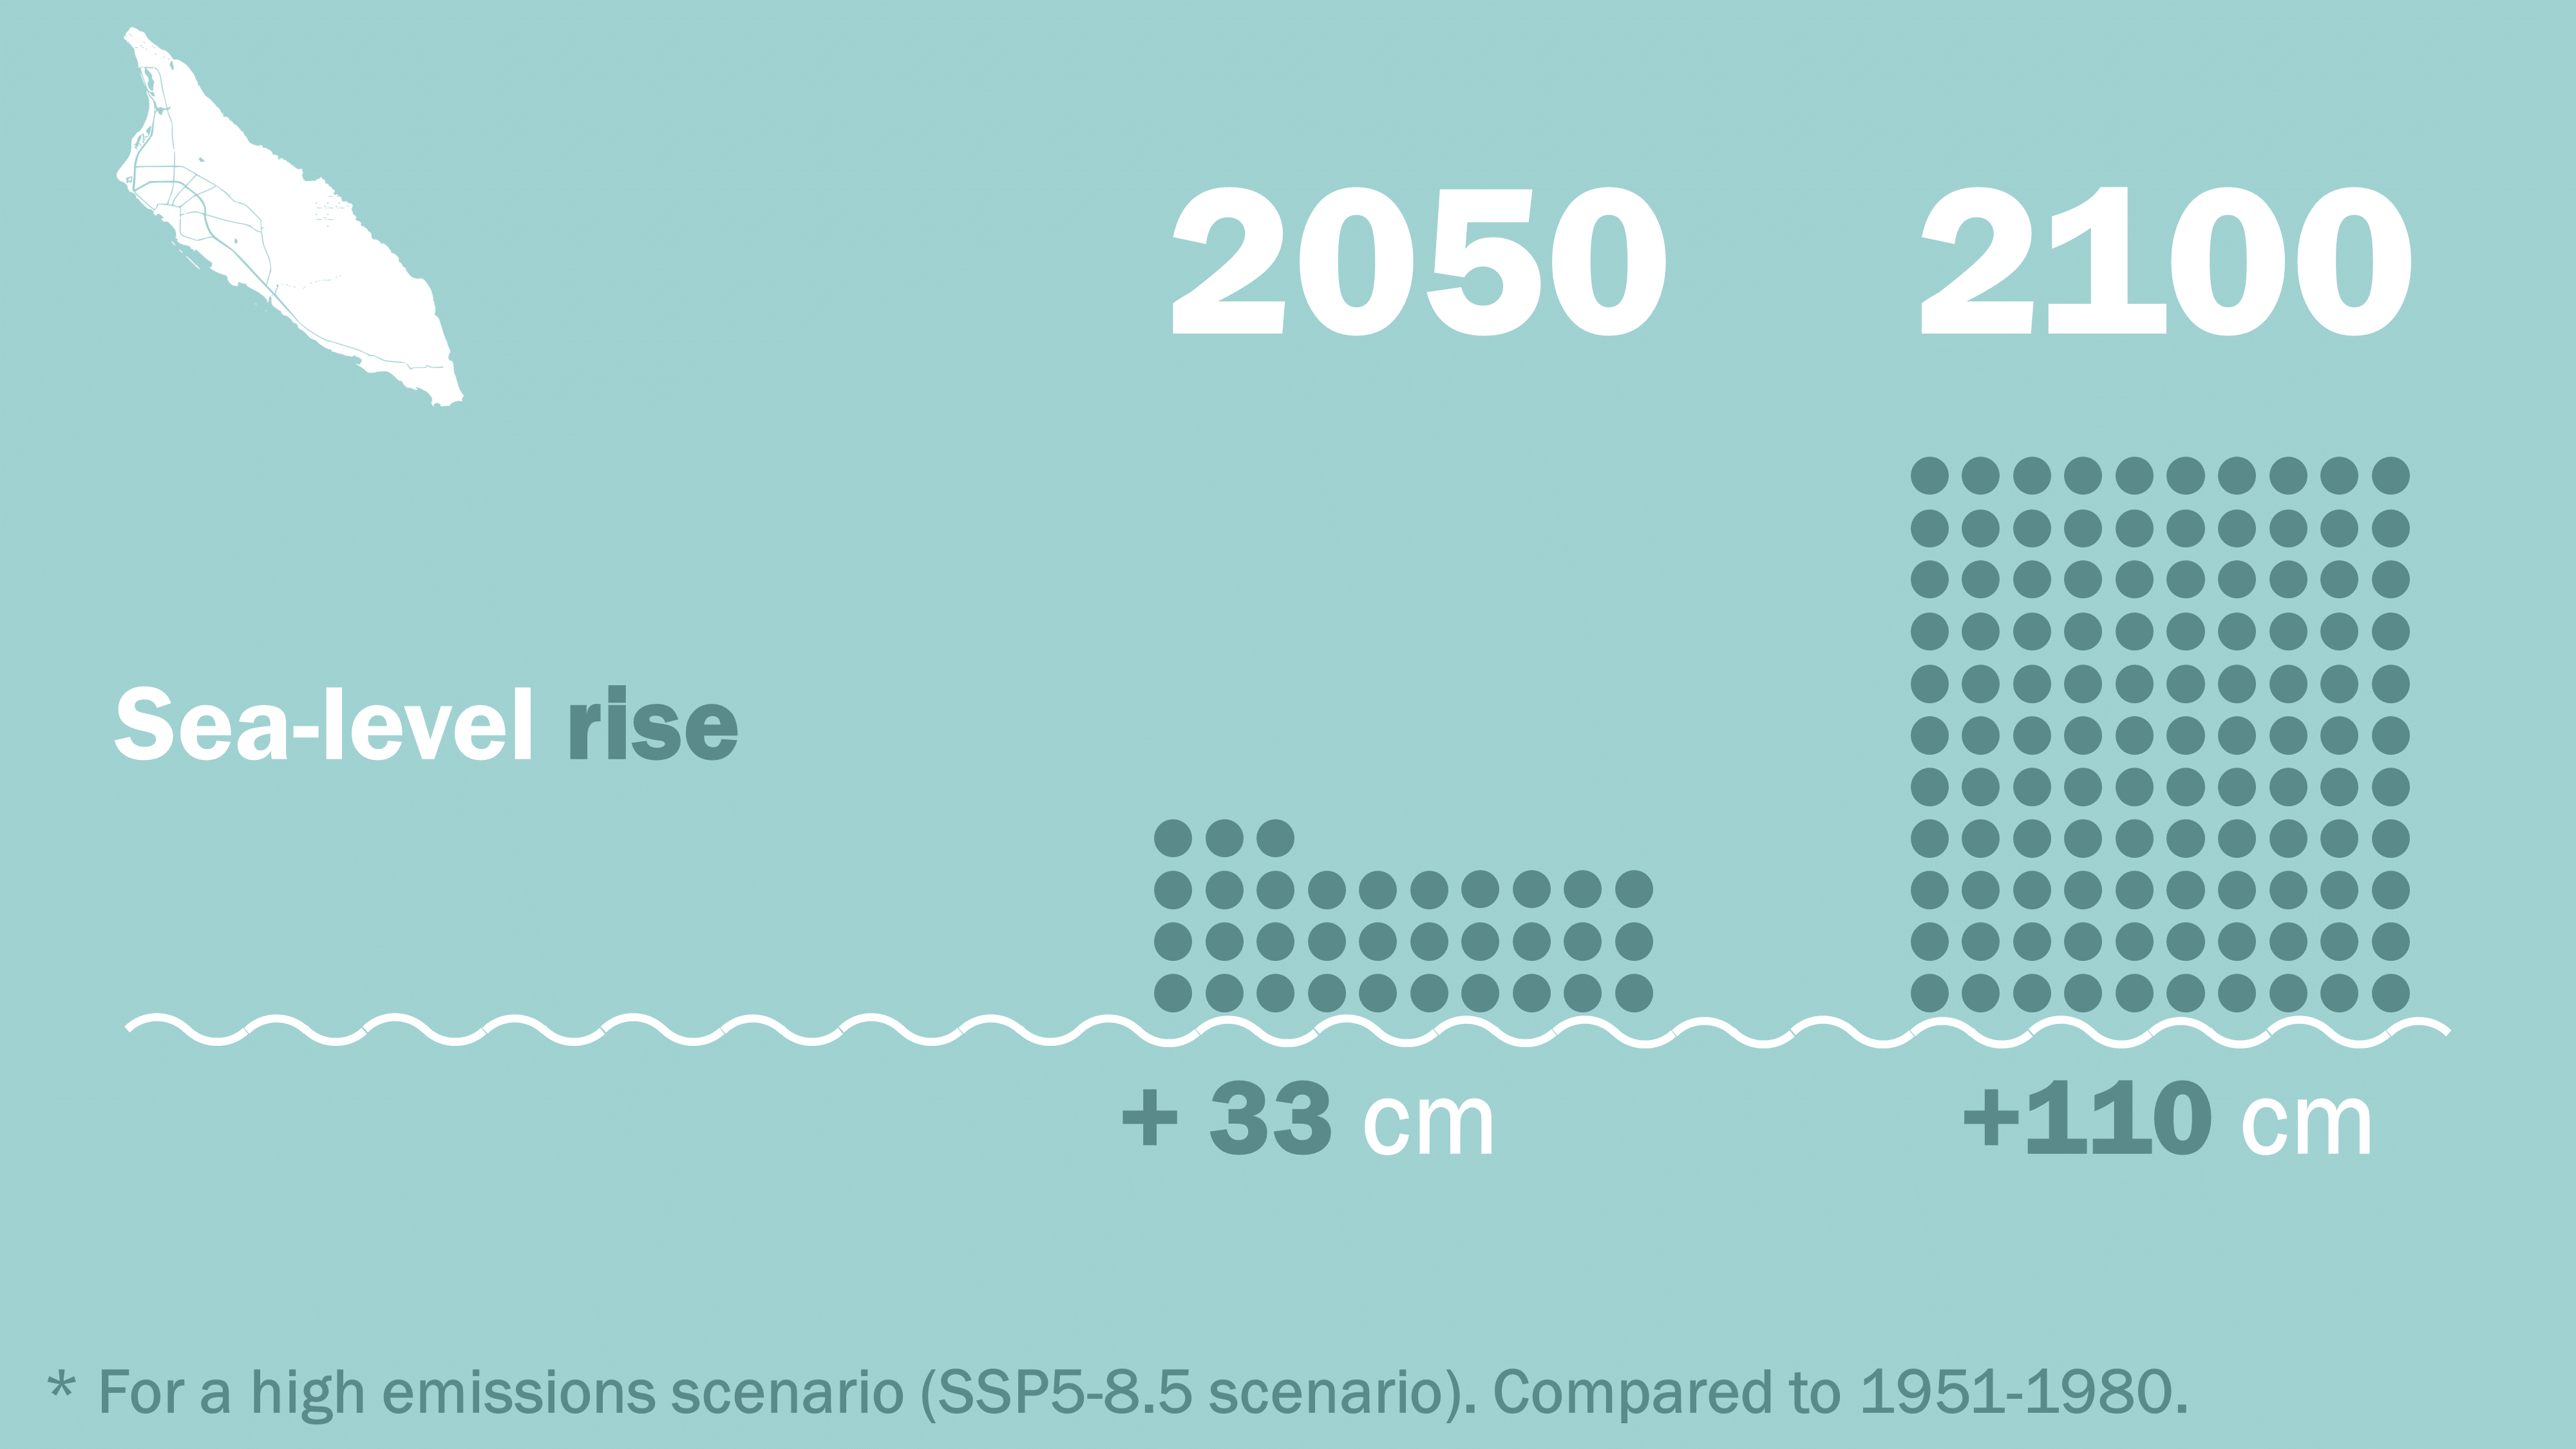 2050 2100
Sea-level rise
+ 33 cm +110 cm
* For a high emissions scenario (SSP5-8.5 scenario). Compared to 1951-1980.